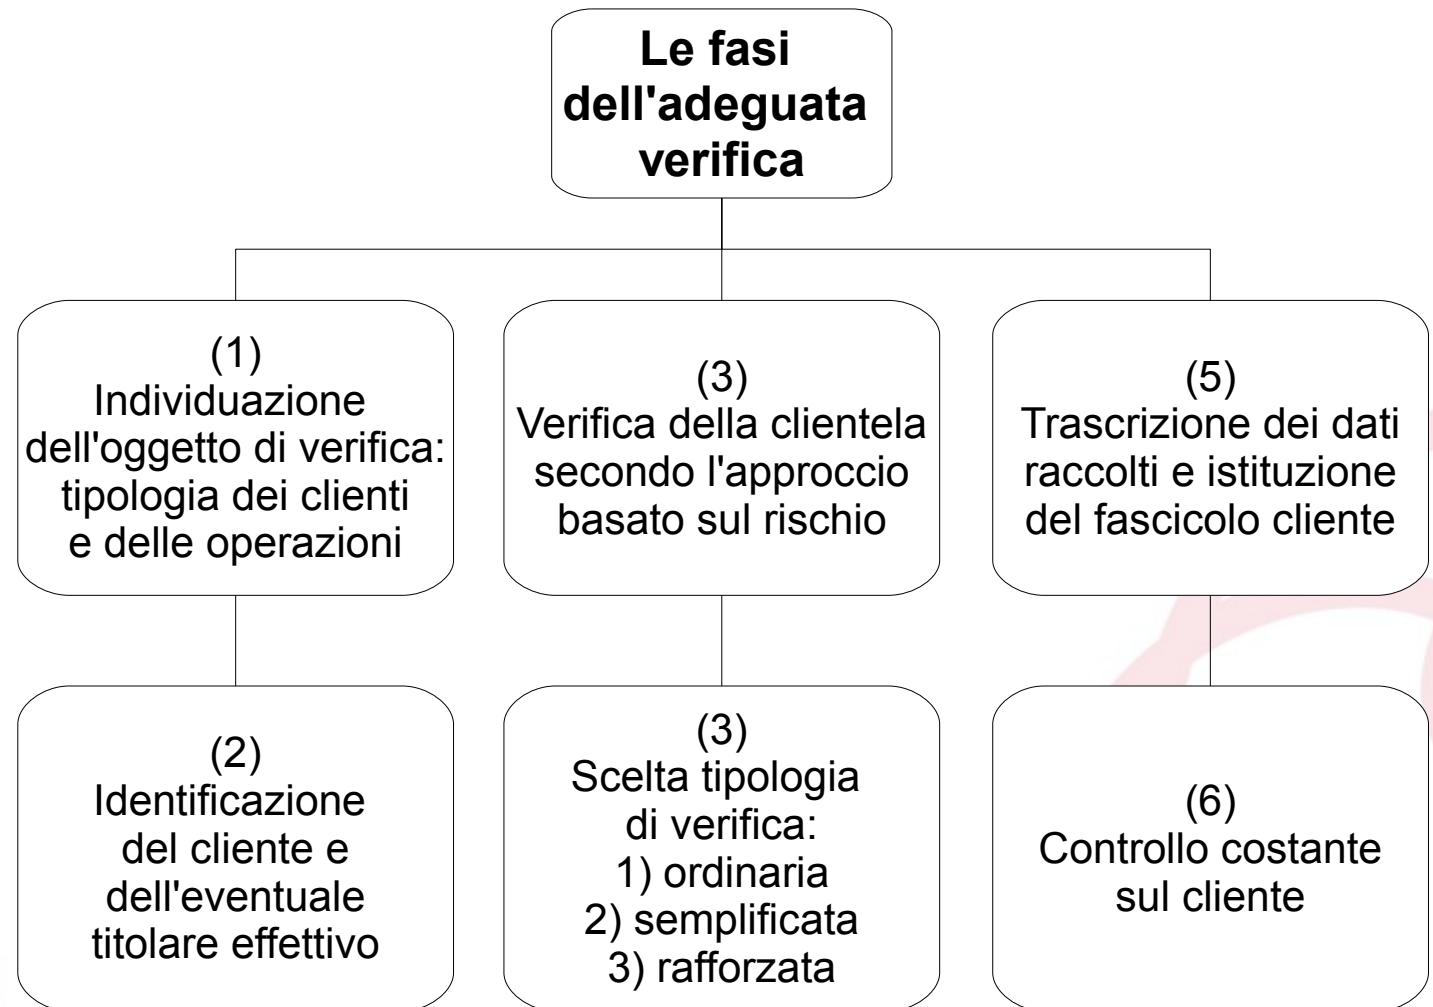 Le fasi
dell'adeguata
verifica
(1)
Individuazione
dell'oggetto di verifica:
tipologia dei clienti
e delle operazioni
(3)
Verifica della clientela
secondo l'approccio
basato sul rischio
(5)
Trascrizione dei dati
raccolti e istituzione
del fascicolo cliente
(2)
Identificazione
del cliente e
dell'eventuale
titolare effettivo
(3)
Scelta tipologia
di verifica:
1) ordinaria
2) semplificata
3) rafforzata
(6)
Controllo costante
sul cliente